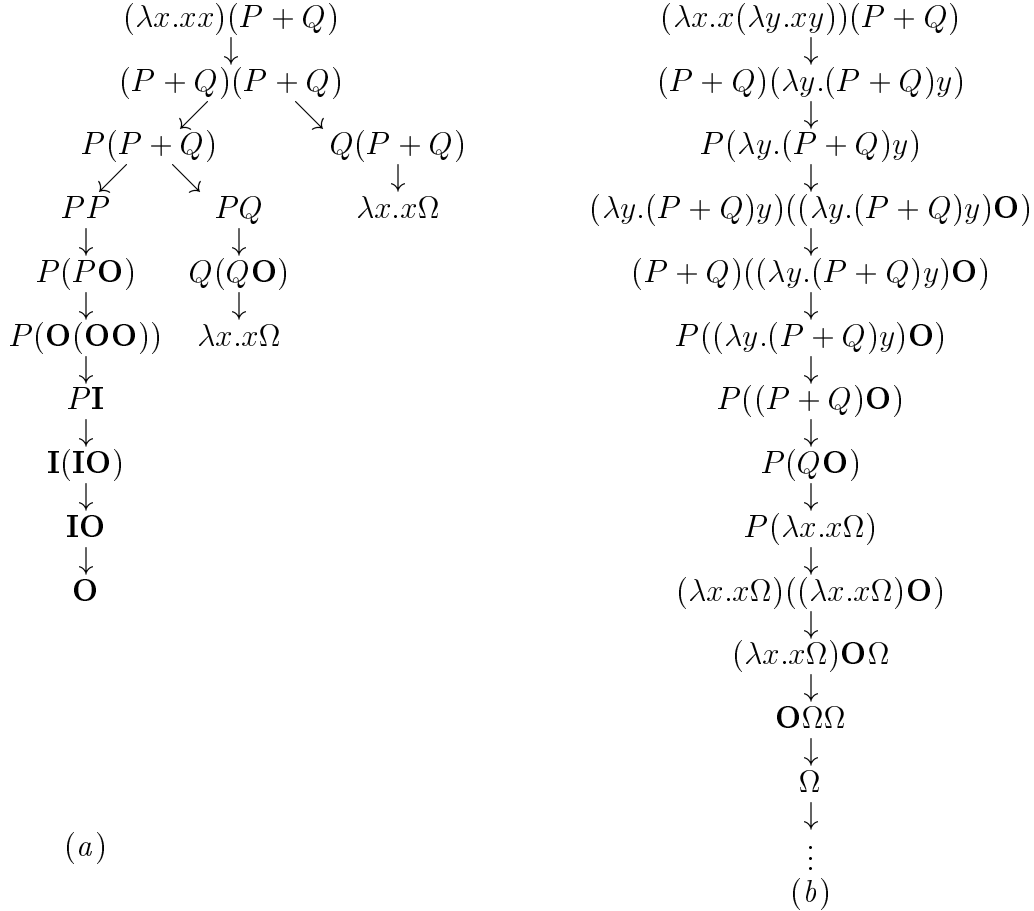 (λx.xx)(P + Q)
(P + Q)(P + Q)
P(P + Q) Q(P + Q)
PP PQ λx.xΩ
P(P𝐎) Q(Q𝐎)
P(𝐎(𝐎𝐎)) λx.xΩ
P𝐈
𝐈(𝐈𝐎)
𝐈𝐎
𝐎
(a)
(λx.x(λy.xy))(P + Q)
(P + Q)(λy.(P + Q)y)
P(λy.(P + Q)y)
(λy.(P + Q)y)((λy.(P + Q)y)𝐎)
(P + Q)((λy.(P + Q)y)𝐎)
P((λy.(P + Q)y)𝐎)
P((P + Q)𝐎)
P(Q𝐎)
P(λx.xΩ)
(λx.xΩ)((λx.xΩ)𝐎)
(λx.xΩ)𝐎Ω
𝐎ΩΩ
Ω
⋮
(b)